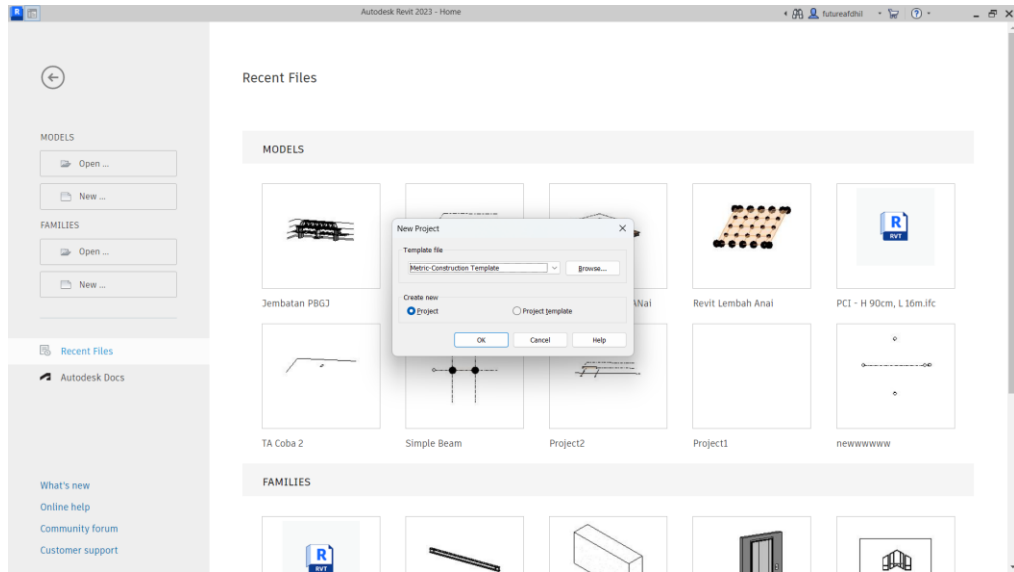 Autodesk Revit 2023 - Home
futureafdhil
Recent Files
MODELS
Open ...
New ...
FAMILIES
Open ...
New ...
Recent Files
Autodesk Docs
What's new
Online help
Community forum
Customer support
MODELS
Jembatan PBGJ
ANai
Revit Lembah Anai
PCI - H 90cm, L 16m.ifc
TA Coba 2
Simple Beam
Project2
Project1
newwwwww
FAMILIES
New Project
Template file
Metric-Construction Template
Browse...
Create new
Project
Project template
OK
Cancel
Help
R
RVT
R
RVT